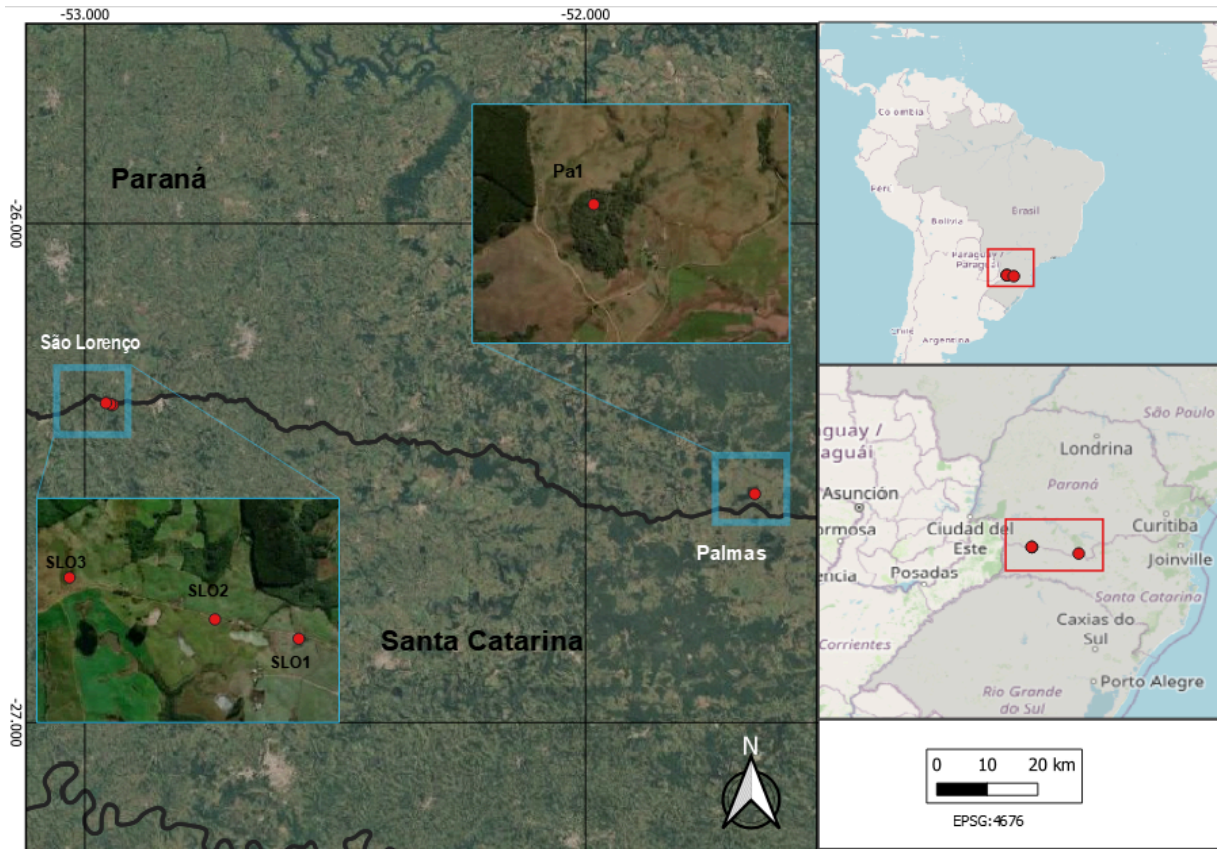 -53.000
-52.000
Paraná
-26.000
Pa1
São Lorenço
Palmas
SLO3
SLO2
SLO1
Santa Catarina
-27.000
N
Colombia
Perú
Brasil
Bolivia
Paraguay /
Paraguái
Chile
Argentina
São Paulo
guay /
aguái
Londrina
Paraná
Asunción
Ciudad del
Este
Curitiba
Joinville
ormosa
Posadas
encia
Santa Catarina
Caxias do
Sul
Corrientes
Porto Alegre
Rio Grande
do Sul
0 10 20 km
EPSG:4676